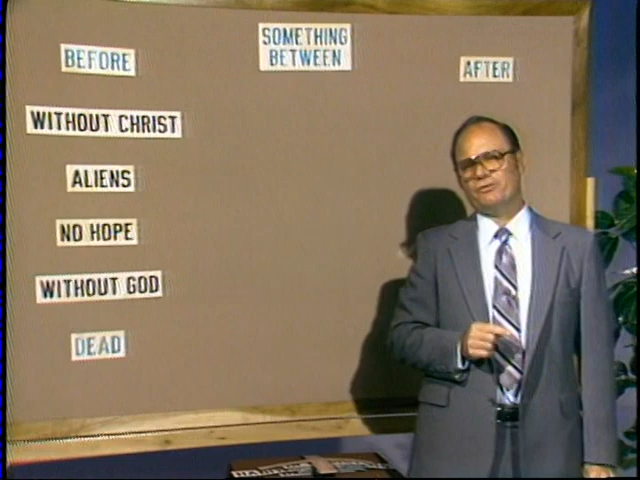 BEFORE
SOMETHING
BETWEEN
AFTER
WITHOUT CHRIST
ALIENS
NO HOPE
WITHOUT GOD
DEAD